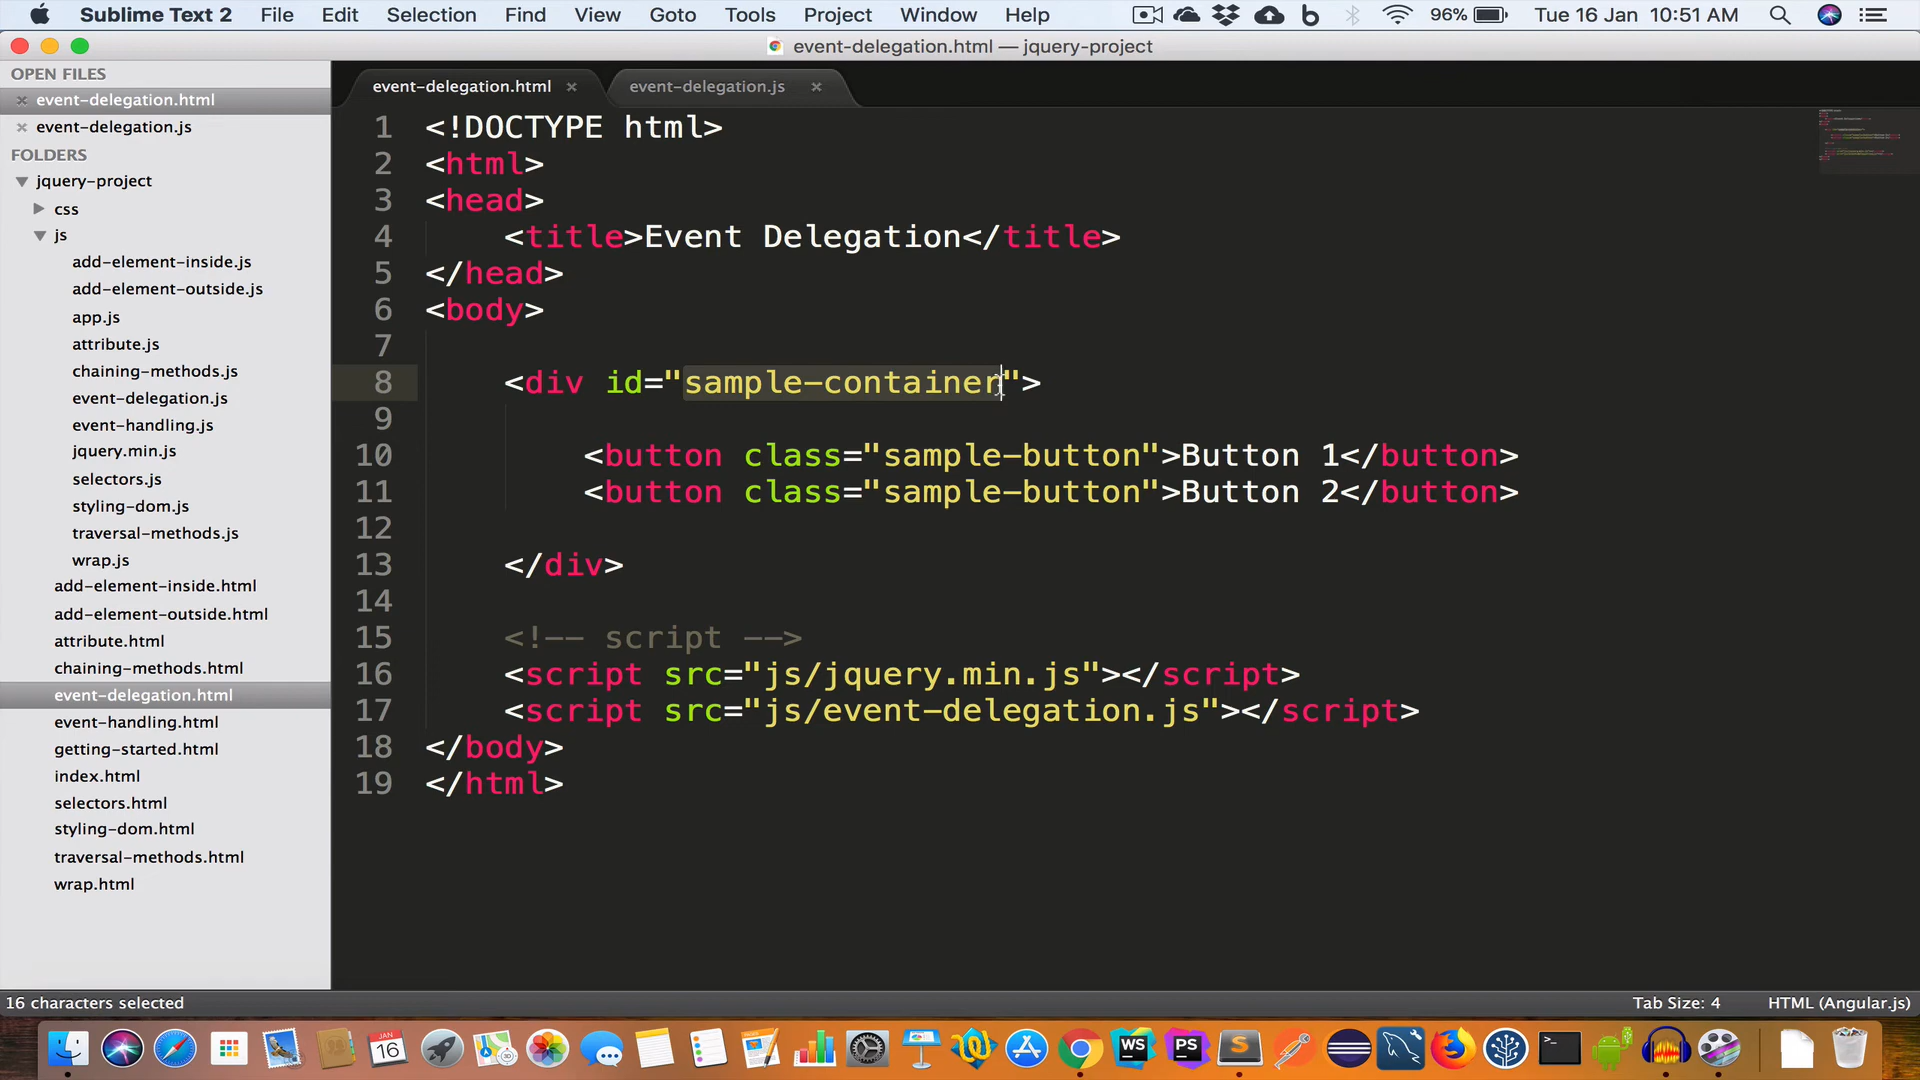 Sublime Text 2 File Edit Selection Find View Goto Tools Project Window Help 96% Tue 16 Jan 10:51 AM
event-delegation.html — jquery-project
OPEN FILES
event-delegation.html
event-delegation.js
FOLDERS
jquery-project
css
js
add-element-inside.js
add-element-outside.js
app.js
attribute.js
chaining-methods.js
event-delegation.js
event-handling.js
jquery.min.js
selectors.js
styling-dom.js
traversal-methods.js
wrap.js
add-element-inside.html
add-element-outside.html
attribute.html
chaining-methods.html
event-delegation.html
event-handling.html
getting-started.html
index.html
selectors.html
styling-dom.html
traversal-methods.html
wrap.html
event-delegation.html event-delegation.js
1 <!DOCTYPE html>
2 <html>
3 <head>
4 <title>Event Delegation</title>
5 </head>
6 <body>
7
8 <div id="sample-container">
9
10 <button class="sample-button">Button 1</button>
11 <button class="sample-button">Button 2</button>
12
13 </div>
14
15 <!-- script -->
16 <script src="js/jquery.min.js"></script>
17 <script src="js/event-delegation.js"></script>
18 </body>
19 </html>
16 characters selected Tab Size: 4 HTML (Angular.js)
JAN
16
WS
PS